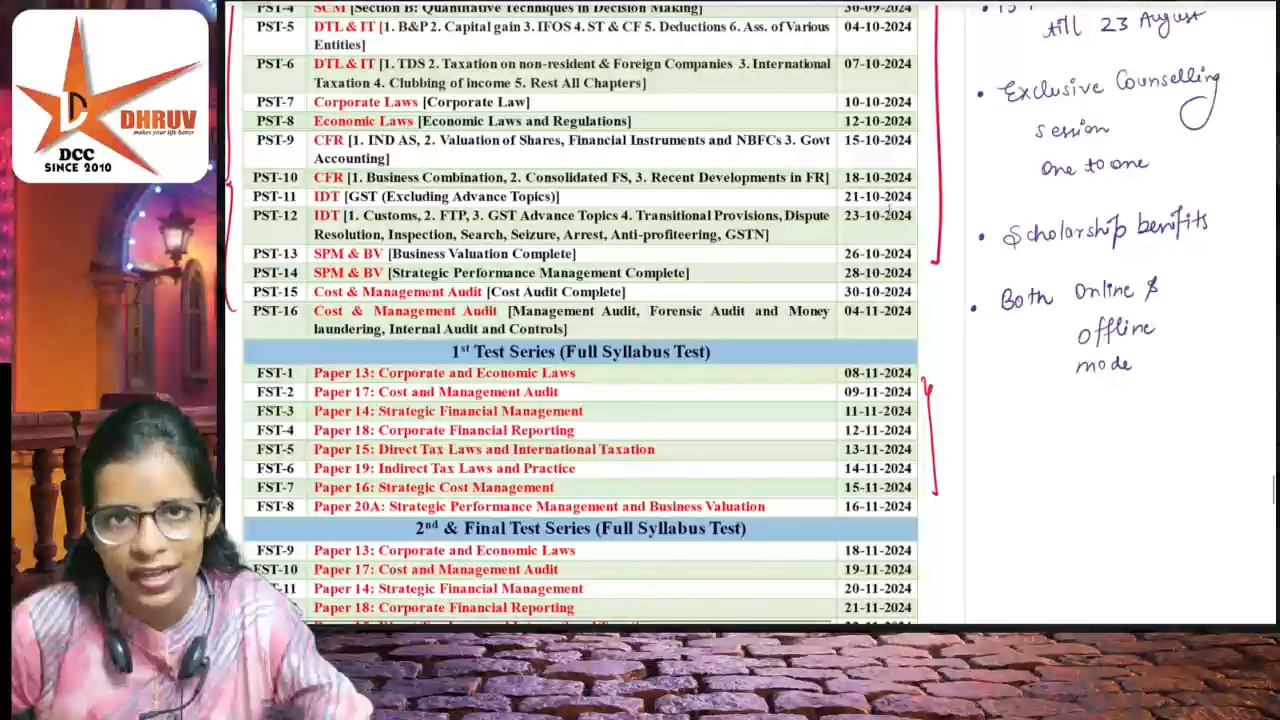 DHRUV
makes your life better
DCC
SINCE 2010
PST-4 SCM [Section B: Quantitative Techniques in Decision Making] 30-09-2024
PST-5 DTL & IT [1. B&P 2. Capital gain 3. IFOS 4. ST & CF 5. Deductions 6. Ass. of Various 04-10-2024
Entities]
PST-6 DTL & IT [1. TDS 2. Taxation on non-resident & Foreign Companies 3. International 07-10-2024
Taxation 4. Clubbing of income 5. Rest All Chapters]
PST-7 Corporate Laws [Corporate Law] 10-10-2024
PST-8 Economic Laws [Economic Laws and Regulations] 12-10-2024
PST-9 CFR [1. IND AS, 2. Valuation of Shares, Financial Instruments and NBFCs 3. Govt 15-10-2024
Accounting]
PST-10 CFR [1. Business Combination, 2. Consolidated FS, 3. Recent Developments in FR] 18-10-2024
PST-11 IDT [GST (Excluding Advance Topics)] 21-10-2024
PST-12 IDT [1. Customs, 2. FTP, 3. GST Advance Topics 4. Transitional Provisions, Dispute 23-10-2024
Resolution, Inspection, Search, Seizure, Arrest, Anti-profiteering, GSTN]
PST-13 SPM & BV [Business Valuation Complete] 26-10-2024
PST-14 SPM & BV [Strategic Performance Management Complete] 28-10-2024
PST-15 Cost & Management Audit [Cost Audit Complete] 30-10-2024
PST-16 Cost & Management Audit [Management Audit, Forensic Audit and Money 04-11-2024
laundering, Internal Audit and Controls]
1st Test Series (Full Syllabus Test)
FST-1 Paper 13: Corporate and Economic Laws 08-11-2024
FST-2 Paper 17: Cost and Management Audit 09-11-2024
FST-3 Paper 14: Strategic Financial Management 11-11-2024
FST-4 Paper 18: Corporate Financial Reporting 12-11-2024
FST-5 Paper 15: Direct Tax Laws and International Taxation 13-11-2024
FST-6 Paper 19: Indirect Tax Laws and Practice 14-11-2024
FST-7 Paper 16: Strategic Cost Management 15-11-2024
FST-8 Paper 20A: Strategic Performance Management and Business Valuation 16-11-2024
2nd & Final Test Series (Full Syllabus Test)
FST-9 Paper 13: Corporate and Economic Laws 18-11-2024
FST-10 Paper 17: Cost and Management Audit 19-11-2024
-11 Paper 14: Strategic Financial Management 20-11-2024
Paper 18: Corporate Financial Reporting 21-11-2024
till 23 August
• Exclusive Counselling
session
One to one
• Scholarship benifits
• Both Online &
offline
mode